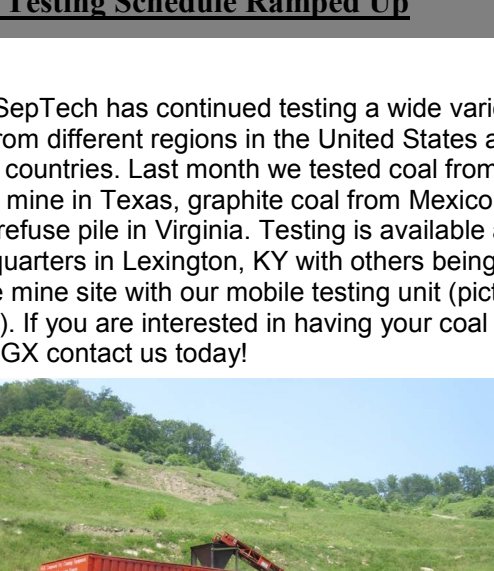 Testing Schedule Ramped Up
SepTech has continued testing a wide vari
rom different regions in the United States a
countries. Last month we tested coal from
mine in Texas, graphite coal from Mexico
refuse pile in Virginia. Testing is available a
quarters in Lexington, KY with others being
e mine site with our mobile testing unit (pict
). If you are interested in having your coal
GX contact us today!